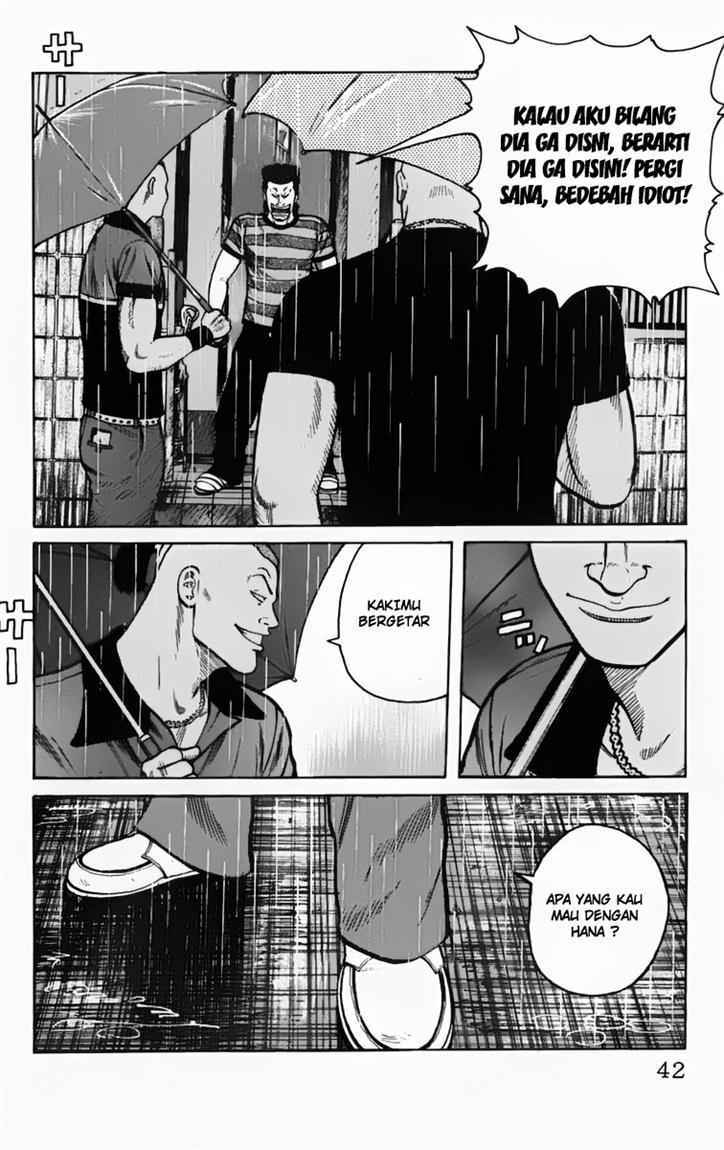 KALAU AKU BILANG
DIA GA DISNI, BERARTI
DIA GA DISINI! PERGI
SANA, BEDEBAH IDIOT!
KAKIMU
BERGETAR
APA YANG KAU
MAU DENGAN
HANA ?
42